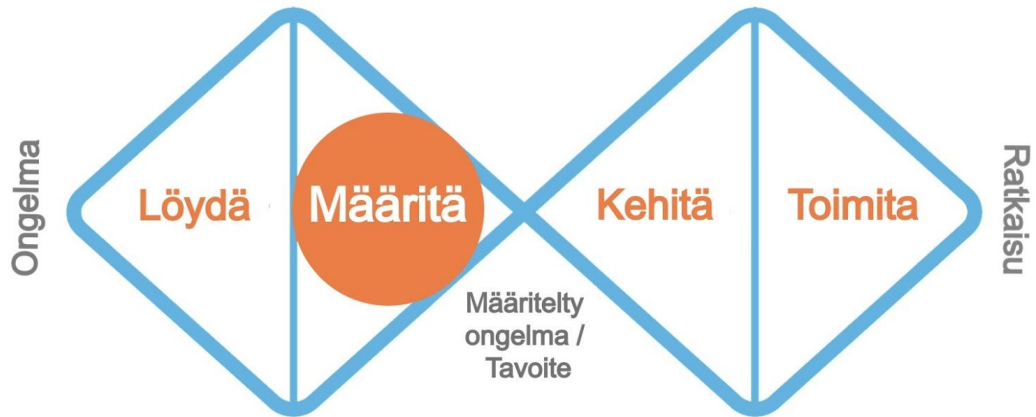 Ongelma
Löydä
Määritä
Määritelty
ongelma /
Tavoite
Kehitä
Toimita
Ratkaisu